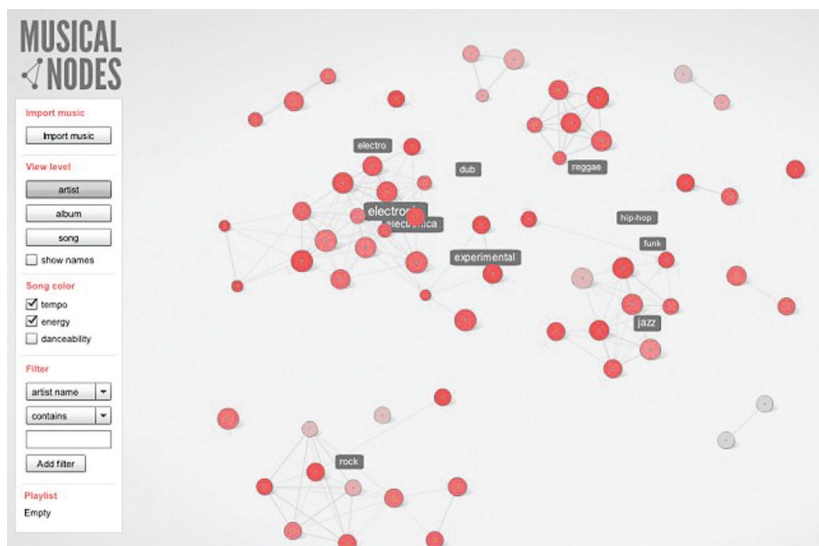 MUSICAL
NODES
Import music
Import music
View level
artist
album
song
show names
Song color
tempo
energy
danceability
Filter
artist name
contains
Add filter
Playlist
Empty
electro
dub
reggae
electronic
electronica
hip-hop
funk
experimental
jazz
rock